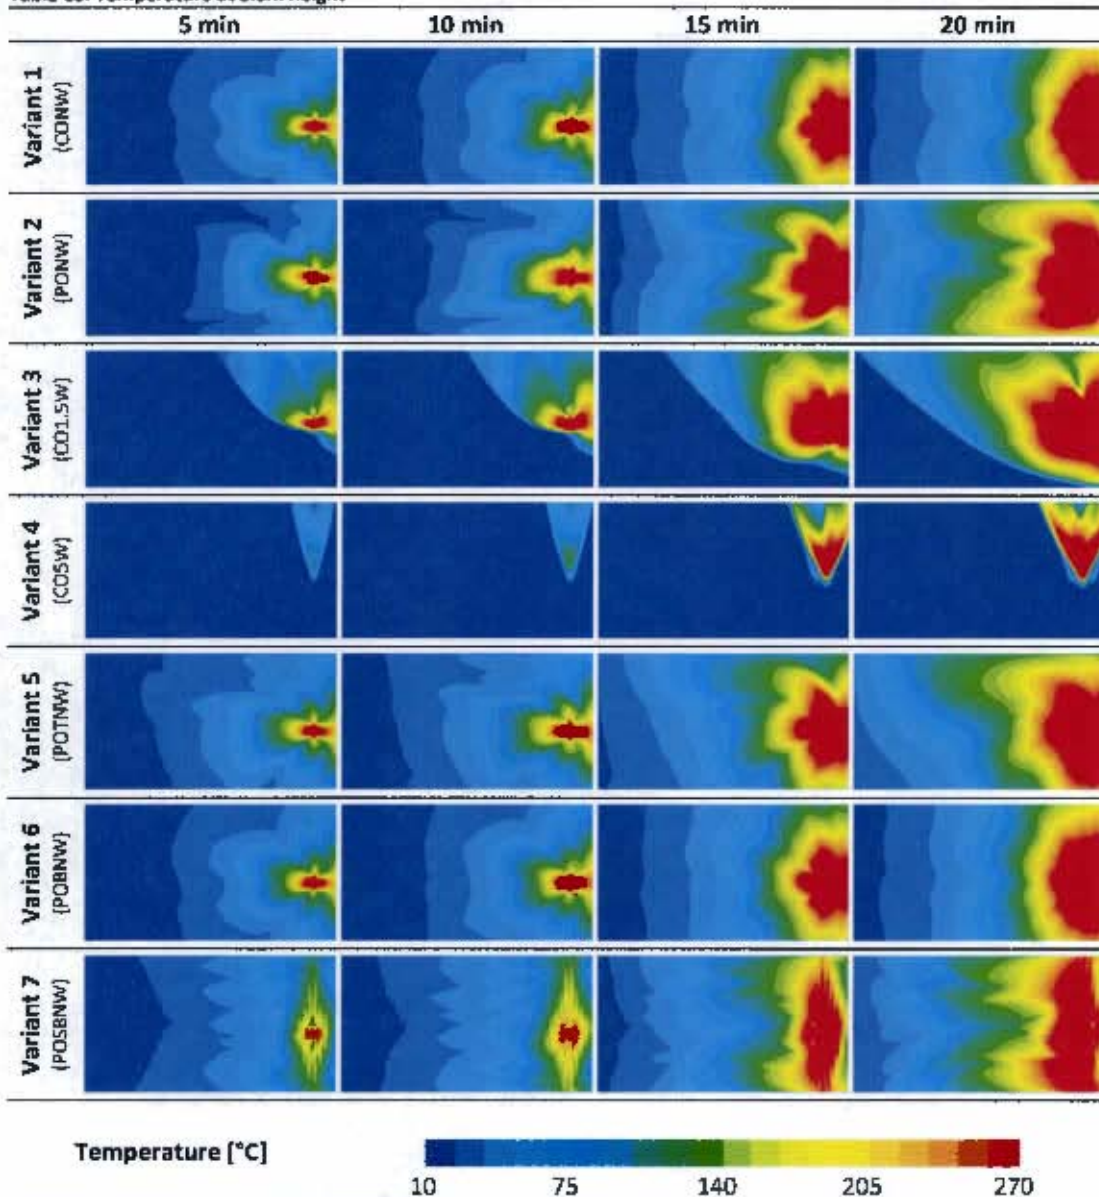 5 min 10 min 15 min 20 min
Variant 1
(CONW)
Variant 2
(PONW)
Variant 3
(CO1.5W)
Variant 4
(CO5W)
Variant 5
(POTNW)
Variant 6
(POBNW)
Variant 7
(POSBNW)
Temperature [°C]
10 75 140 205 270